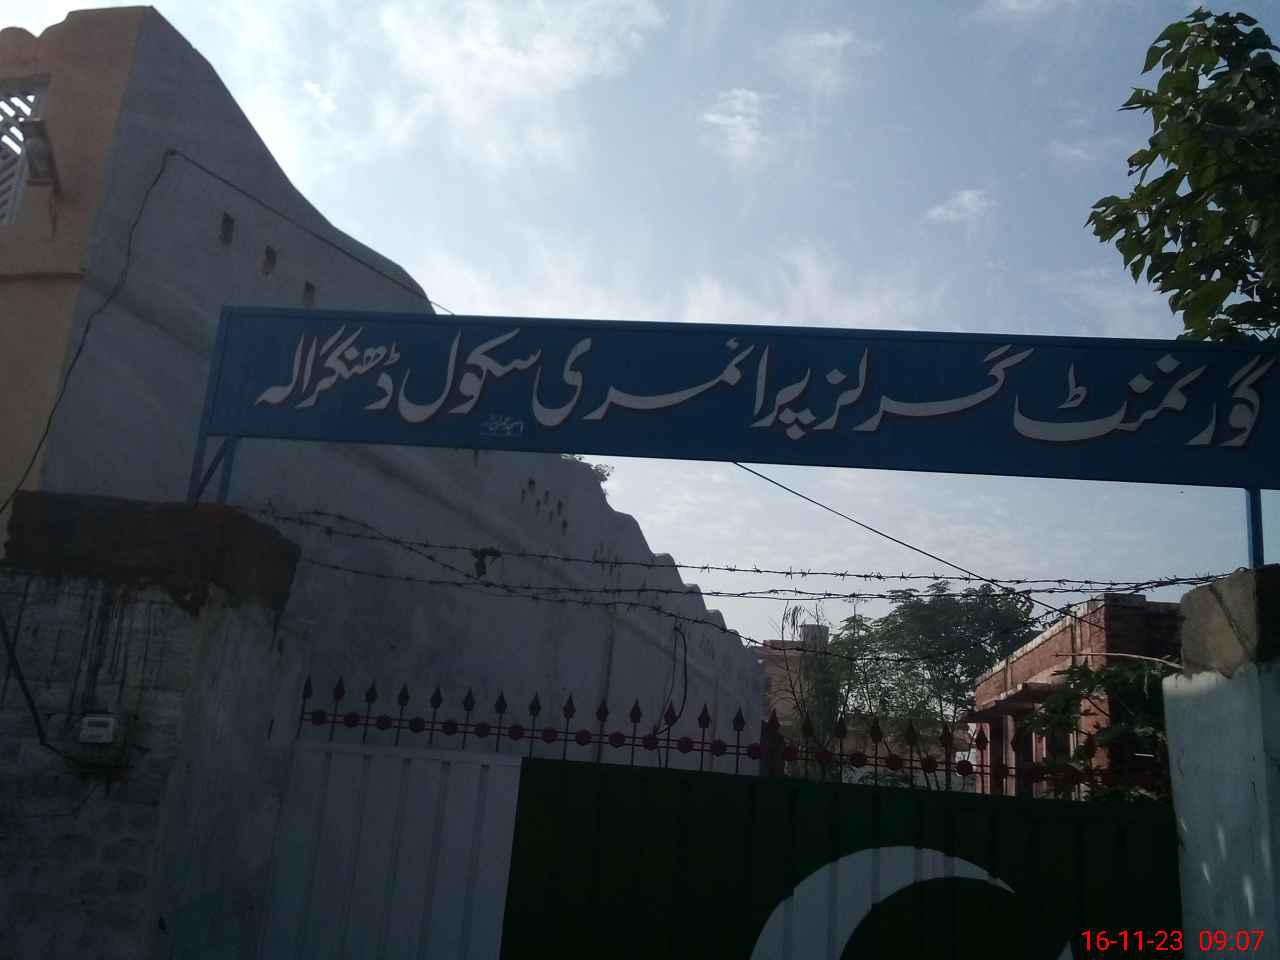 گورنمنٹ گرلز پرائمری سکول ڈھنگرالہ
16-11-23 09:07